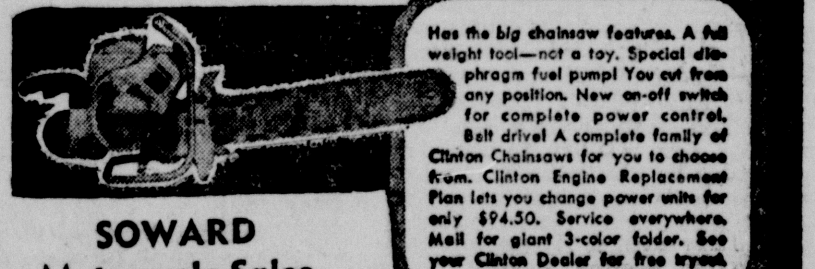 Has the big chainsaw features. A full
weight tool—not a toy. Special dia-
phragm fuel pump! You cut from
any position. New on-off switch
for complete power control.
Belt drive! A complete family of
Clinton Chainsaws for you to choose
from. Clinton Engine Replacement
Plan lets you change power units for
only $94.50. Service everywhere.
Mail for giant 3-color folder. See
your Clinton Dealer for free tryout.
SOWARD
Motorcycle Sales